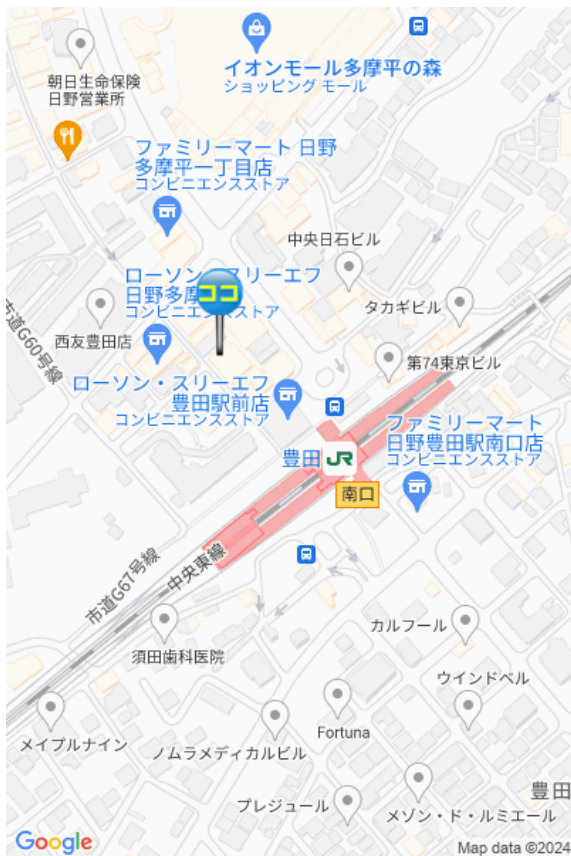 イオンモール多摩平の森
ショッピング モール
朝日生命保険
日野営業所
ファミリーマート 日野
多摩平一丁目店
コンビニエンスストア
中央日石ビル
ローソン・スリーエフ
日野多摩
コンビニエンスストア
ココ
タカギビル
市道G60号線
西友豊田店
第74東京ビル
ローソン・スリーエフ
豊田駅前店
コンビニエンスストア
ファミリーマート
日野豊田駅南口店
コンビニエンスストア
豊田
JR
南口
中央東線
市道G67号線
須田歯科医院
カルフール
ウインドベル
メイプルナイン
ノムラメディカルビル
Fortuna
プレジュール
メゾン・ド・ルミエール
豊田
Google
Map data ©2024